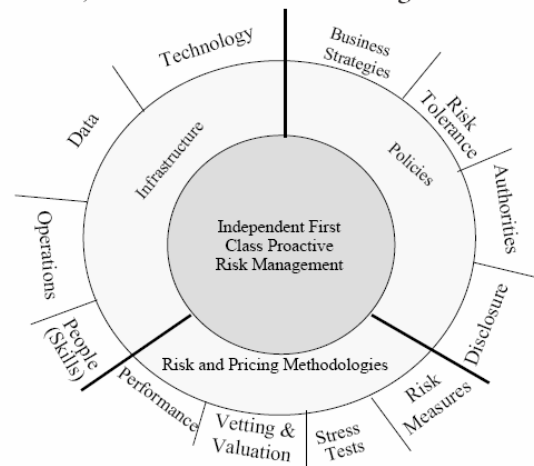 Technology
Business
Strategies
Risk
Tolerance
Authorities
Disclosure
Risk
Measures
Stress
Tests
Vetting &
Valuation
Performance
People
(Skills)
Operations
Data
Infrastructure
Policies
Risk and Pricing Methodologies
Independent First
Class Proactive
Risk Management